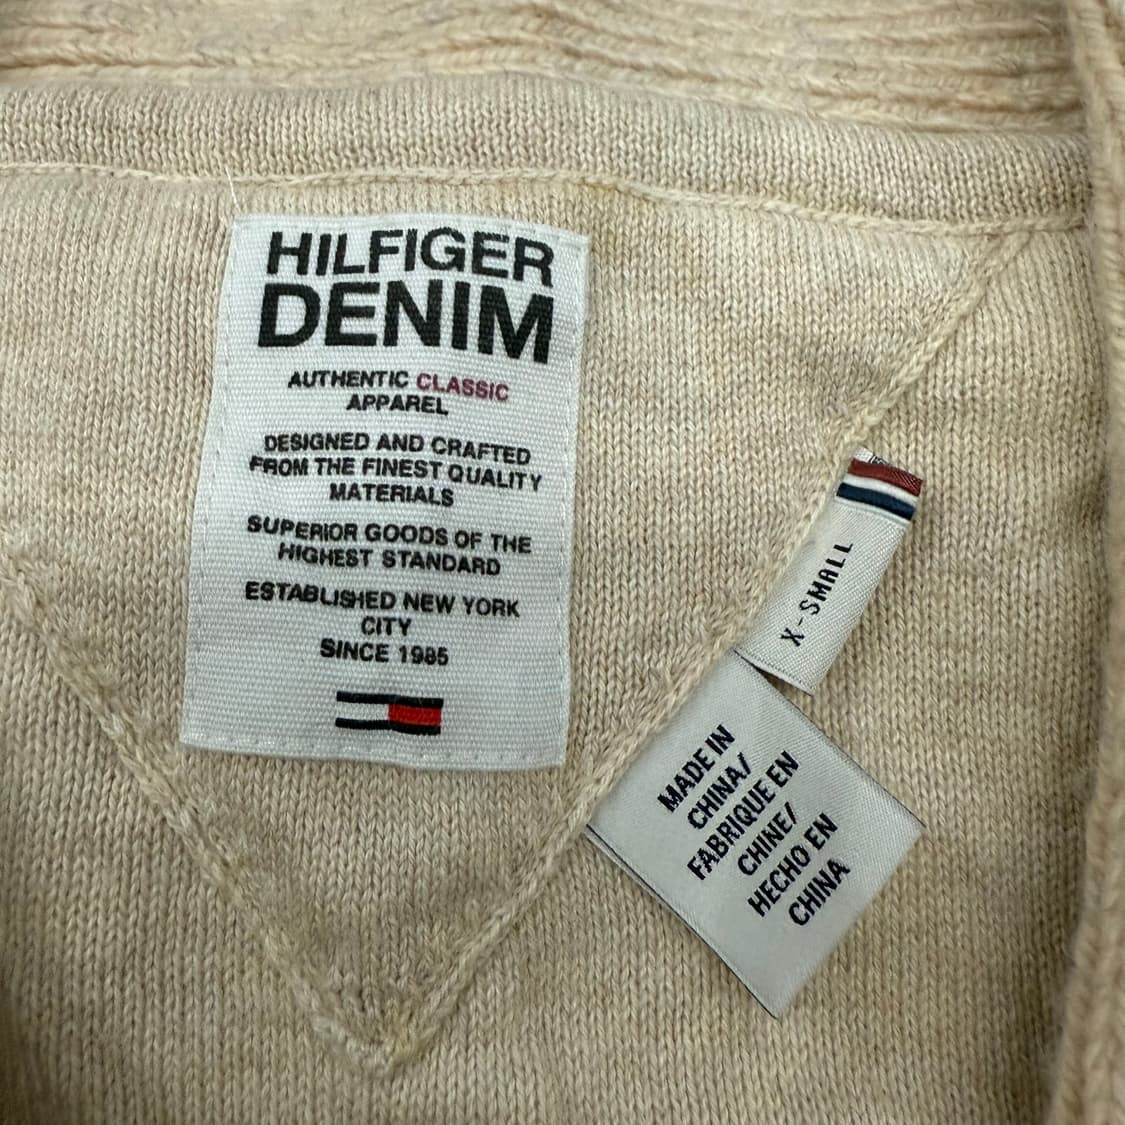 HILFIGER
DENIM
AUTHENTIC CLASSIC
APPAREL
DESIGNED AND CRAFTED
FROM THE FINEST QUALITY
MATERIALS
SUPERIOR GOODS OF THE
HIGHEST STANDARD
ESTABLISHED NEW YORK
CITY
SINCE 1985
X-SMALL
MADE IN
CHINA/
FABRIQUE EN
CHINE/
HECHO EN
CHINA